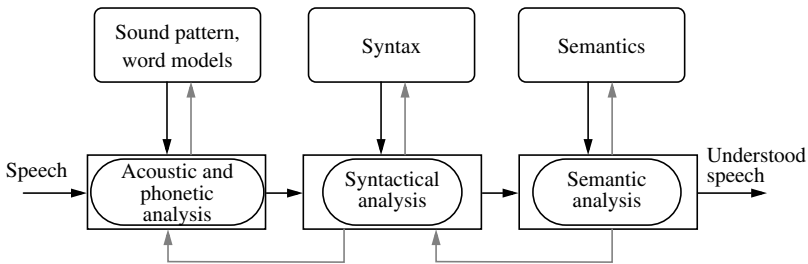 Sound pattern,
word models
Syntax
Semantics
Speech
Acoustic and
phonetic
analysis
Syntactical
analysis
Semantic
analysis
Understood
speech